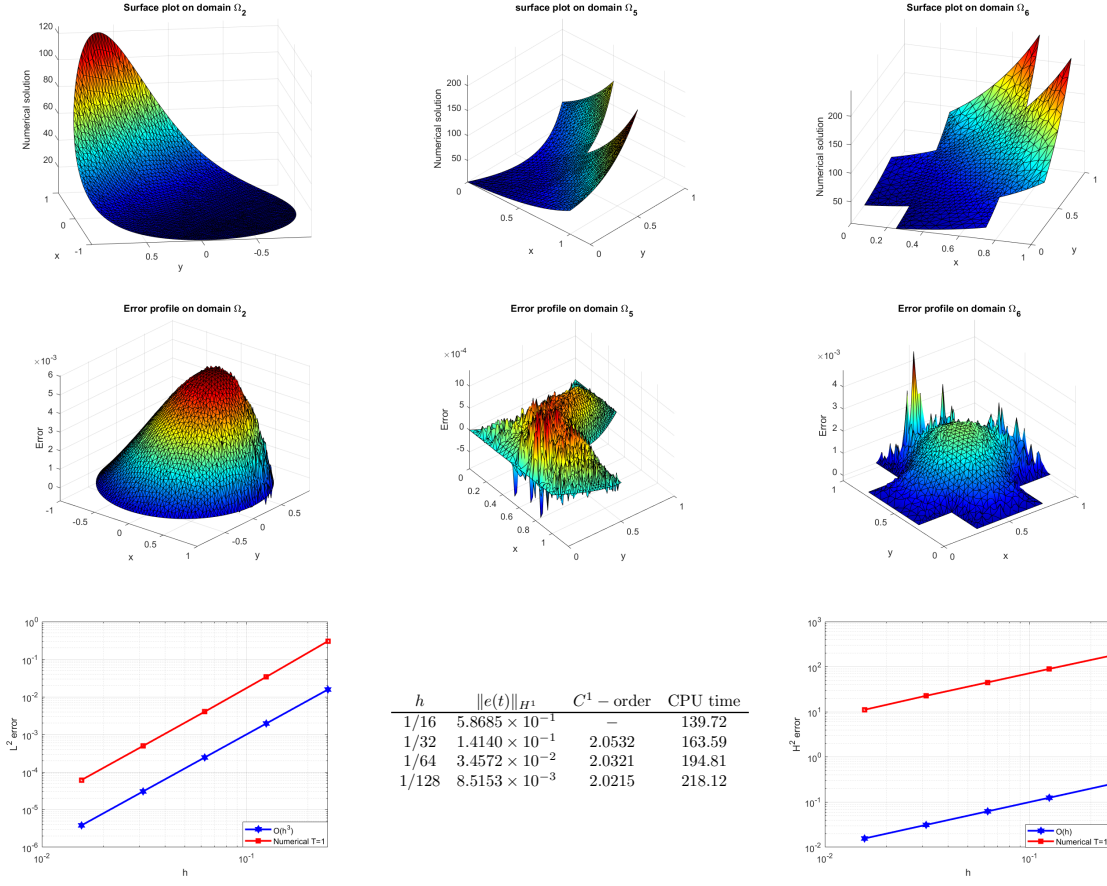 Surface plot on domain Ω2
120
100
80
60
40
20
Numerical solution
1
0
-1
x
0.5
0
-0.5
y
surface plot on domain Ω5
200
150
100
50
Numerical solution
0
0.5
1
x
0
0.5
1
y
Surface plot on domain Ω6
200
150
100
50
Numerical solution
0
0.2
0.4
0.6
0.8
1
x
0
0.5
1
y
Error profile on domain Ω2
×10-3
6
5
4
3
2
1
0
Error
-1
-0.5
0
0.5
1
x
-0.5
0
0.5
y
Error profile on domain Ω5
×10-4
10
5
0
-5
Error
0
0.2
0.4
0.6
0.8
1
x
0
0.5
1
y
Error profile on domain Ω6
×10-3
4
3
2
1
0
Error
1
0.5
0
y
0
0.5
1
x
10^0
10^-1
10^-2
10^-3
10^-4
10^-5
10^-6
L2 error
O(h3)
Numerical T=1
10^-2
10^-1
h
h ‖e(t)‖H1 C1 − order CPU time
1/16 5.8685 × 10−1 − 139.72
1/32 1.4140 × 10−1 2.0532 163.59
1/64 3.4572 × 10−2 2.0321 194.81
1/128 8.5153 × 10−3 2.0215 218.12
10^3
10^2
10^1
10^0
10^-1
10^-2
H2 error
O(h)
Numerical T=1
10^-2
10^-1
h